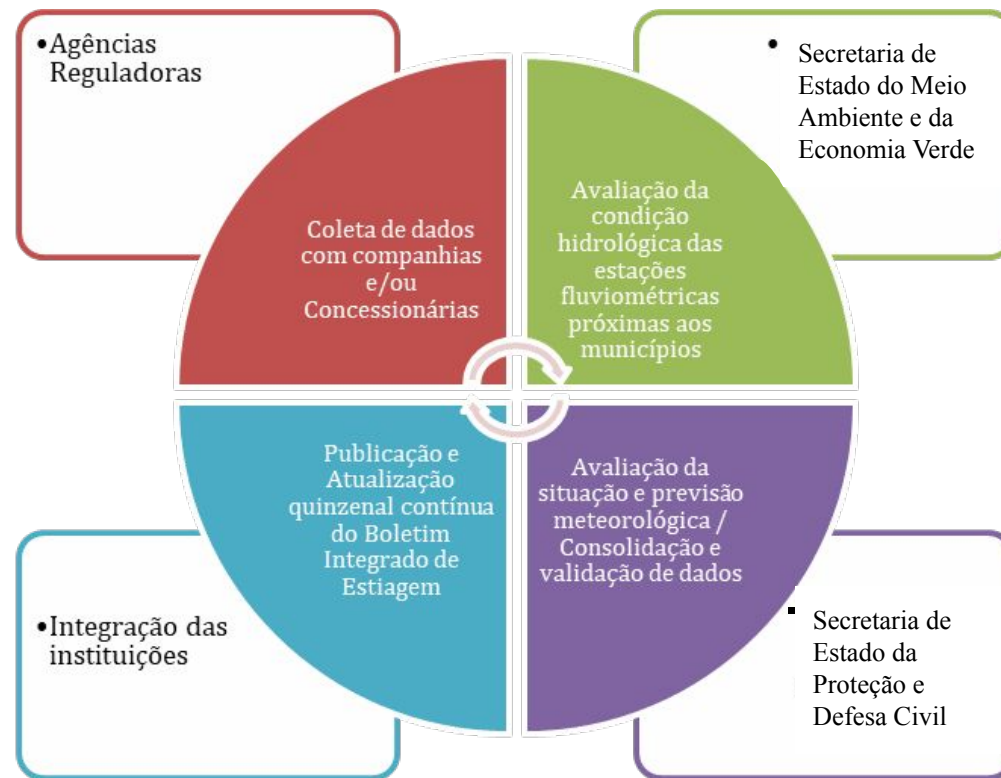 •Agências
Reguladoras
• Secretaria de
Estado do Meio
Ambiente e da
Economia Verde
Coleta de dados
com companhias
e/ou
Concessionárias
Avaliação da
condição
hidrológica das
estações
fluviométricas
próximas aos
municípios
Publicação e
Atualização
quinzenal contínua
do Boletim
Integrado de
Estiagem
Avaliação da
situação e previsão
meteorológica /
Consolidação e
validação de dados
•Integração das
instituições
▪ Secretaria de
Estado da
Proteção e
Defesa Civil